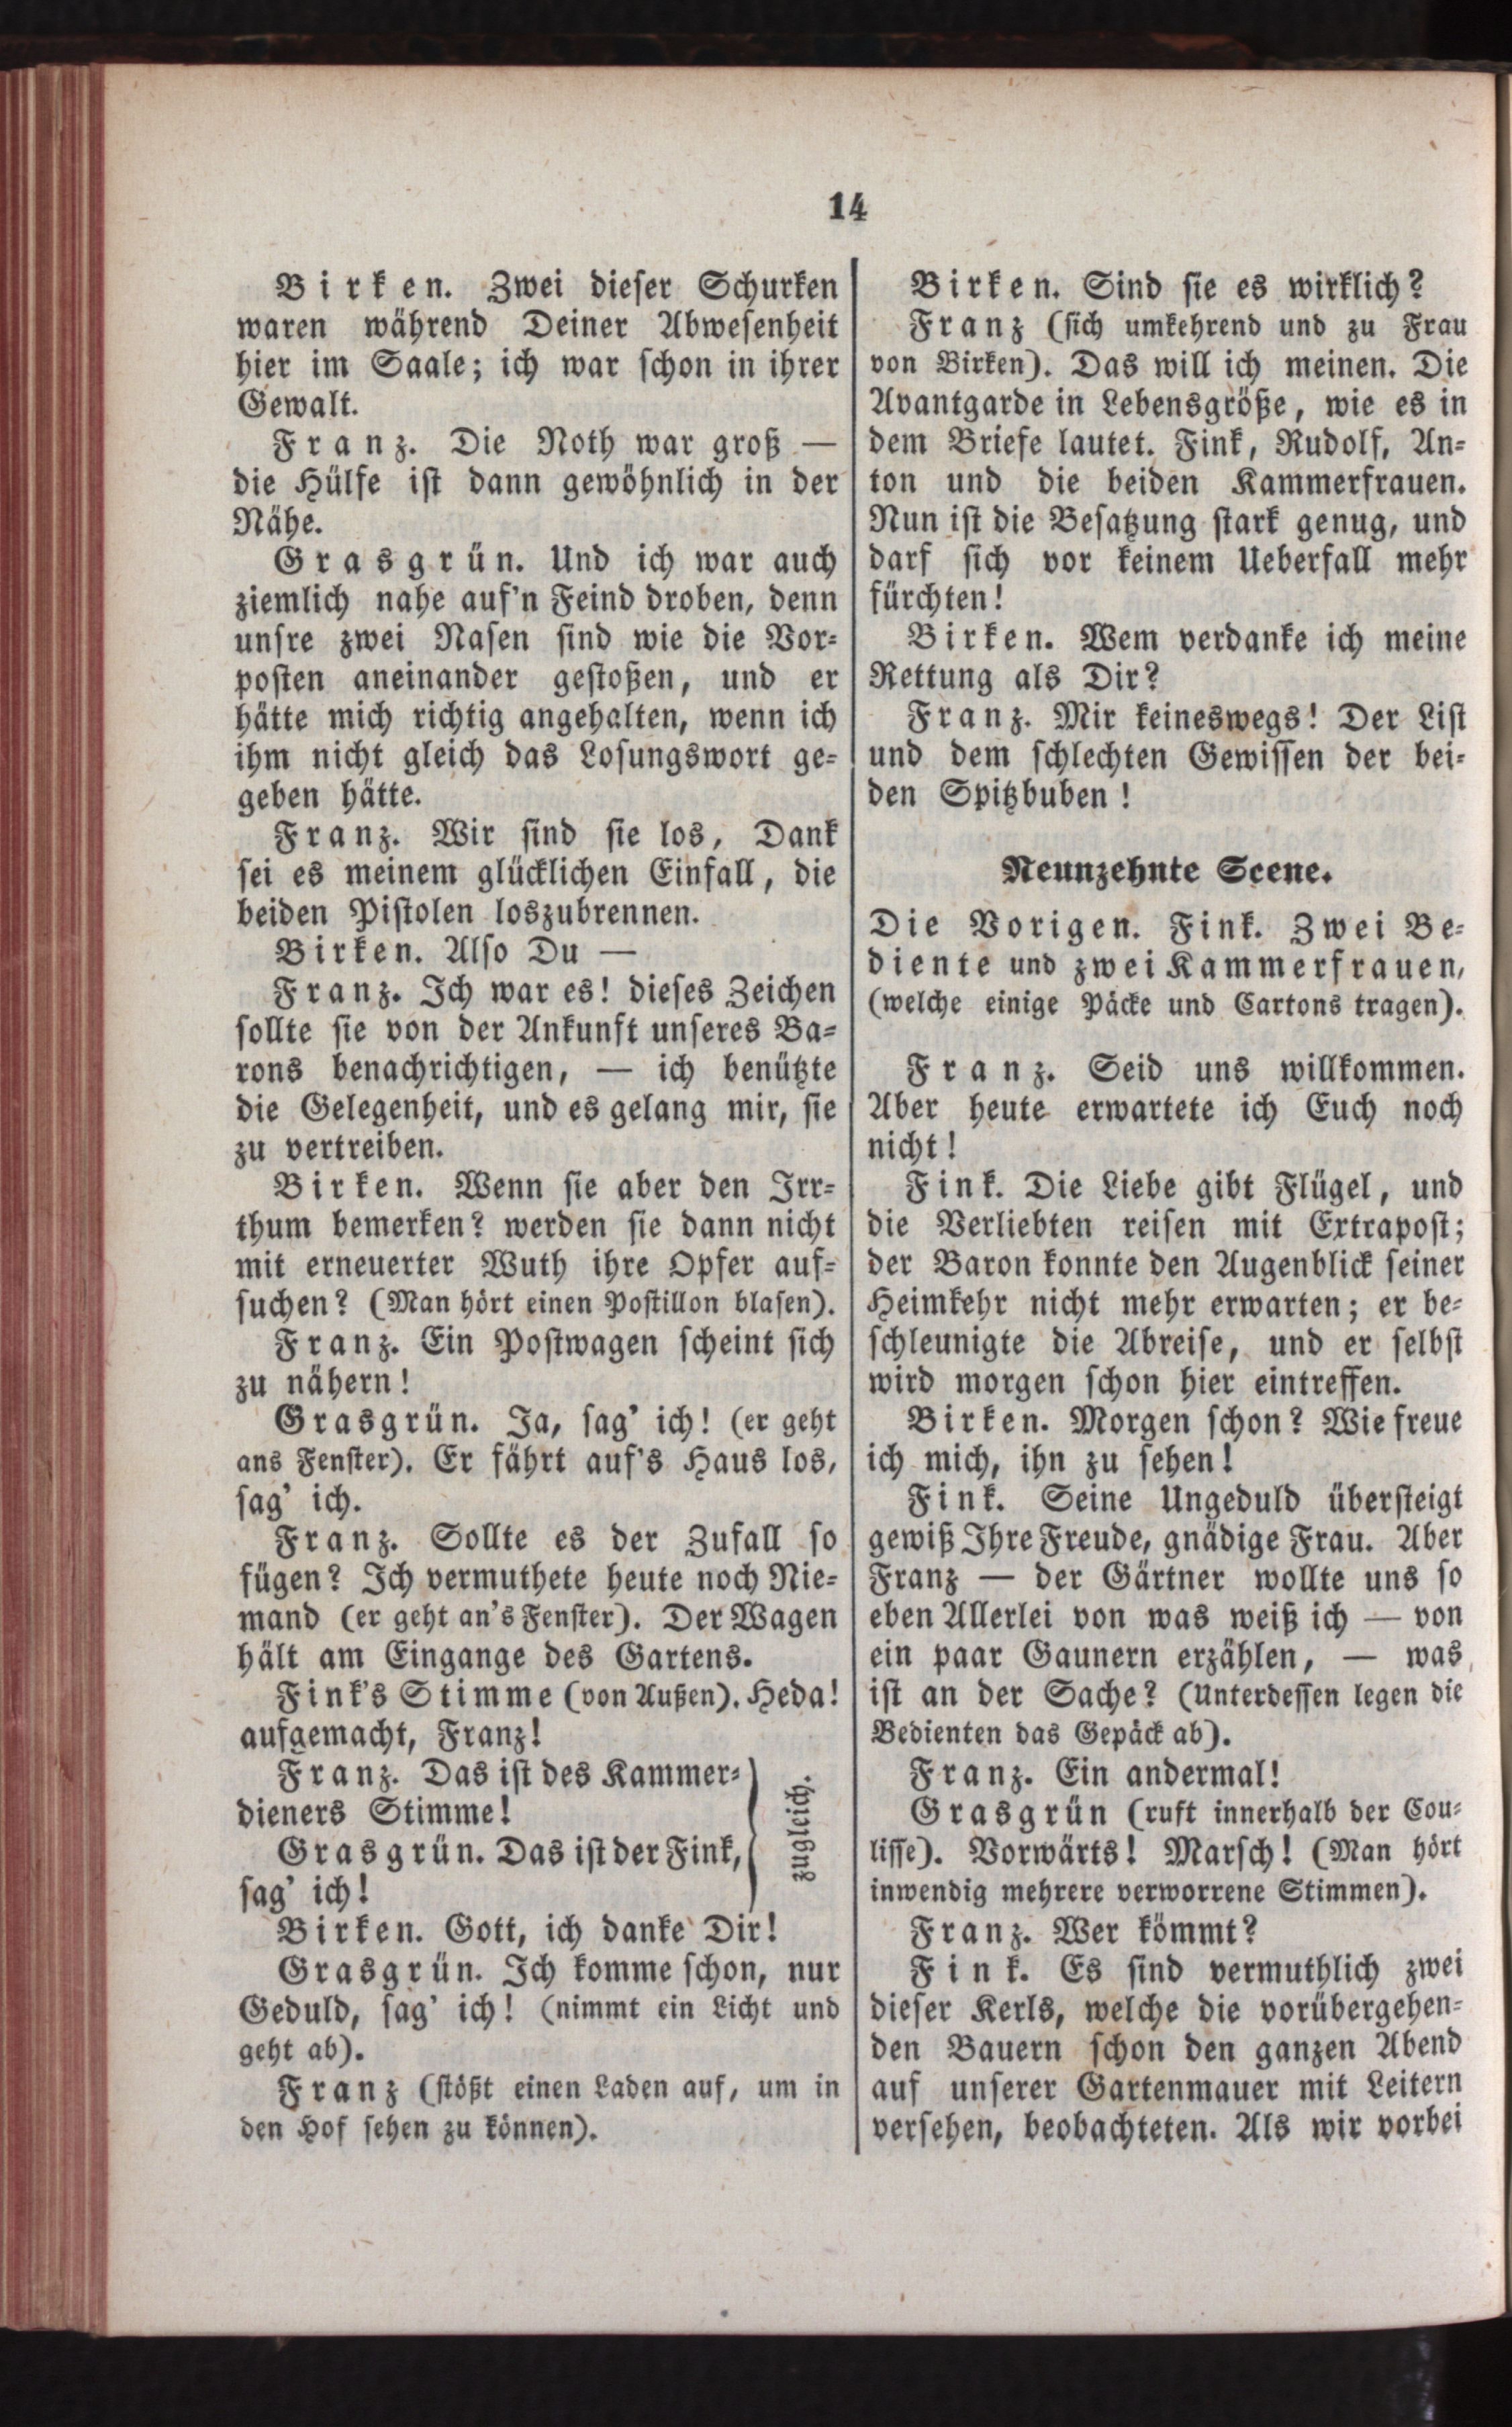 14
Birken. Zwei dieser Schurken
waren während Deiner Abwesenheit
hier im Saale; ich war schon in ihrer
Gewalt.
Franz. Die Noth war groß —
die Hülfe ist dann gewöhnlich in der
Nähe.
Grasgrün. Und ich war auch
ziemlich nahe auf'n Feind droben, denn
unsre zwei Nasen sind wie die Vor-
posten aneinander gestoßen, und er
hätte mich richtig angehalten, wenn ich
ihm nicht gleich das Losungswort ge-
geben hätte.
Franz. Wir sind sie los, Dank
sei es meinem glücklichen Einfall, die
beiden Pistolen loszubrennen.
Birken. Also Du —
Franz. Ich war es! dieses Zeichen
sollte sie von der Ankunft unseres Ba-
rons benachrichtigen, — ich benützte
die Gelegenheit, und es gelang mir, sie
zu vertreiben.
Birken. Wenn sie aber den Irr-
thum bemerken? werden sie dann nicht
mit erneuerter Wuth ihre Opfer auf-
suchen? (Man hört einen Postillon blasen).
Franz. Ein Postwagen scheint sich
zu nähern!
Grasgrün. Ja, sag' ich! (er geht
ans Fenster). Er fährt auf's Haus los,
sag' ich.
Franz. Sollte es der Zufall so
fügen? Ich vermuthete heute noch Nie-
mand (er geht an's Fenster). Der Wagen
hält am Eingange des Gartens.
Fink's Stimme (von Außen). Heda!
aufgemacht, Franz!
Franz. Das ist des Kammer-
dieners Stimme!
Grasgrün. Das ist der Fink,
sag' ich!
zugleich.
Birken. Gott, ich danke Dir!
Grasgrün. Ich komme schon, nur
Geduld, sag' ich! (nimmt ein Licht und
geht ab).
Franz (stößt einen Laden auf, um in
den Hof sehen zu können).
Birken. Sind sie es wirklich?
Franz (sich umkehrend und zu Frau
von Birken). Das will ich meinen. Die
Avantgarde in Lebensgröße, wie es in
dem Briefe lautet. Fink, Rudolf, An-
ton und die beiden Kammerfrauen.
Nun ist die Besatzung stark genug, und
darf sich vor keinem Ueberfall mehr
fürchten!
Birken. Wem verdanke ich meine
Rettung als Dir?
Franz. Mir keineswegs! Der List
und dem schlechten Gewissen der bei-
den Spitzbuben!
Neunzehnte Scene.
Die Vorigen. Fink. Zwei Be-
diente und zwei Kammerfrauen,
(welche einige Päcke und Cartons tragen).
Franz. Seid uns willkommen.
Aber heute erwartete ich Euch noch
nicht!
Fink. Die Liebe gibt Flügel, und
die Verliebten reisen mit Extrapost;
der Baron konnte den Augenblick seiner
Heimkehr nicht mehr erwarten; er be-
schleunigte die Abreise, und er selbst
wird morgen schon hier eintreffen.
Birken. Morgen schon? Wie freue
ich mich, ihn zu sehen!
Fink. Seine Ungeduld übersteigt
gewiß Ihre Freude, gnädige Frau. Aber
Franz — der Gärtner wollte uns so
eben Allerlei von was weiß ich — von
ein paar Gaunern erzählen, — was
ist an der Sache? (Unterdessen legen die
Bedienten das Gepäck ab).
Franz. Ein andermal!
Grasgrün (ruft innerhalb der Cou-
lisse). Vorwärts! Marsch! (Man hört
inwendig mehrere verworrene Stimmen).
Franz. Wer kömmt?
Fink. Es sind vermuthlich zwei
dieser Kerls, welche die vorübergehen-
den Bauern schon den ganzen Abend
auf unserer Gartenmauer mit Leitern
versehen, beobachteten. Als wir vorbei